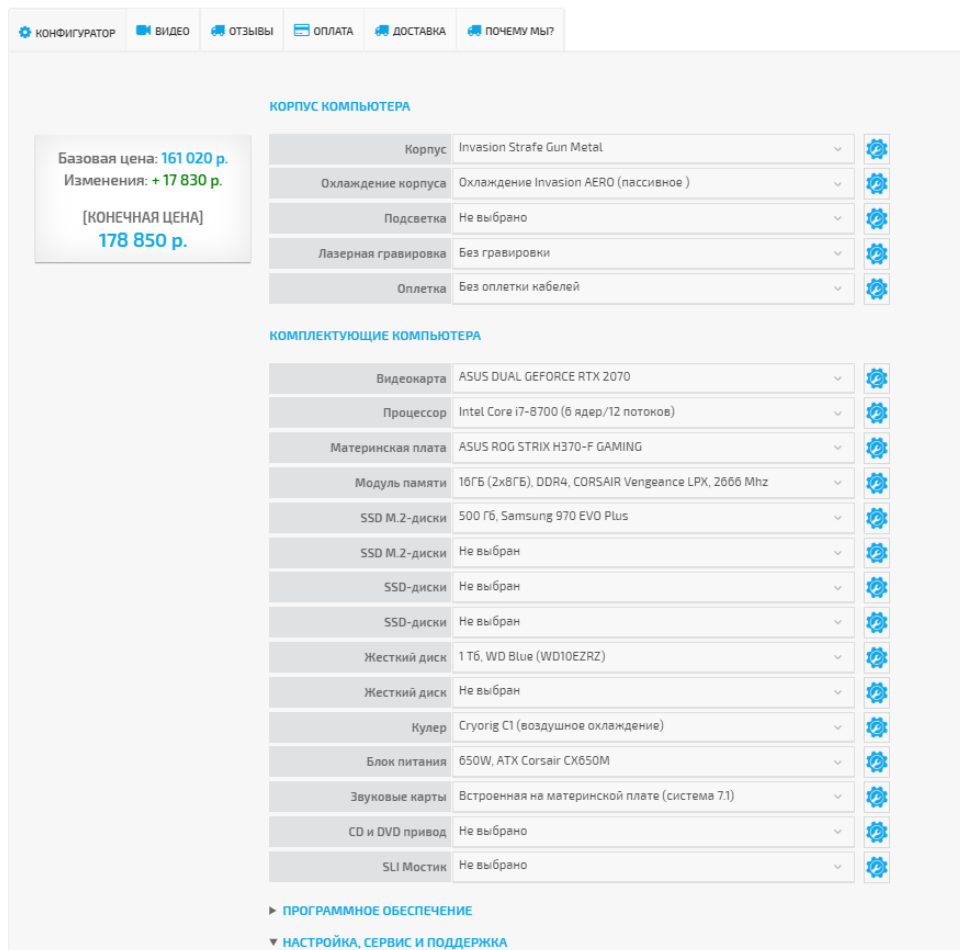 КОНФИГУРАТОР ВИДЕО ОТЗЫВЫ ОПЛАТА ДОСТАВКА ПОЧЕМУ МЫ?
Базовая цена: 161 020 р.
Изменения: + 17 830 р.
[КОНЕЧНАЯ ЦЕНА]
178 850 р.
КОРПУС КОМПЬЮТЕРА
Корпус Invasion Strafe Gun Metal
Охлаждение корпуса Охлаждение Invasion AERO (пассивное )
Подсветка Не выбрано
Лазерная гравировка Без гравировки
Оплетка Без оплетки кабелей
КОМПЛЕКТУЮЩИЕ КОМПЬЮТЕРА
Видеокарта ASUS DUAL GEFORCE RTX 2070
Процессор Intel Core i7-8700 (6 ядер/12 потоков)
Материнская плата ASUS ROG STRIX H370-F GAMING
Модуль памяти 16ГБ (2x8ГБ), DDR4, CORSAIR Vengeance LPX, 2666 Mhz
SSD M.2-диски 500 Гб, Samsung 970 EVO Plus
SSD M.2-диски Не выбран
SSD-диски Не выбран
SSD-диски Не выбран
Жесткий диск 1 Тб, WD Blue (WD10EZRZ)
Жесткий диск Не выбран
Кулер Cryorig C1 (воздушное охлаждение)
Блок питания 650W, ATX Corsair CX650M
Звуковые карты Встроенная на материнской плате (система 7.1)
CD и DVD привод Не выбрано
SLI Мостик Не выбрано
ПРОГРАММНОЕ ОБЕСПЕЧЕНИЕ
НАСТРОЙКА, СЕРВИС И ПОДДЕРЖКА